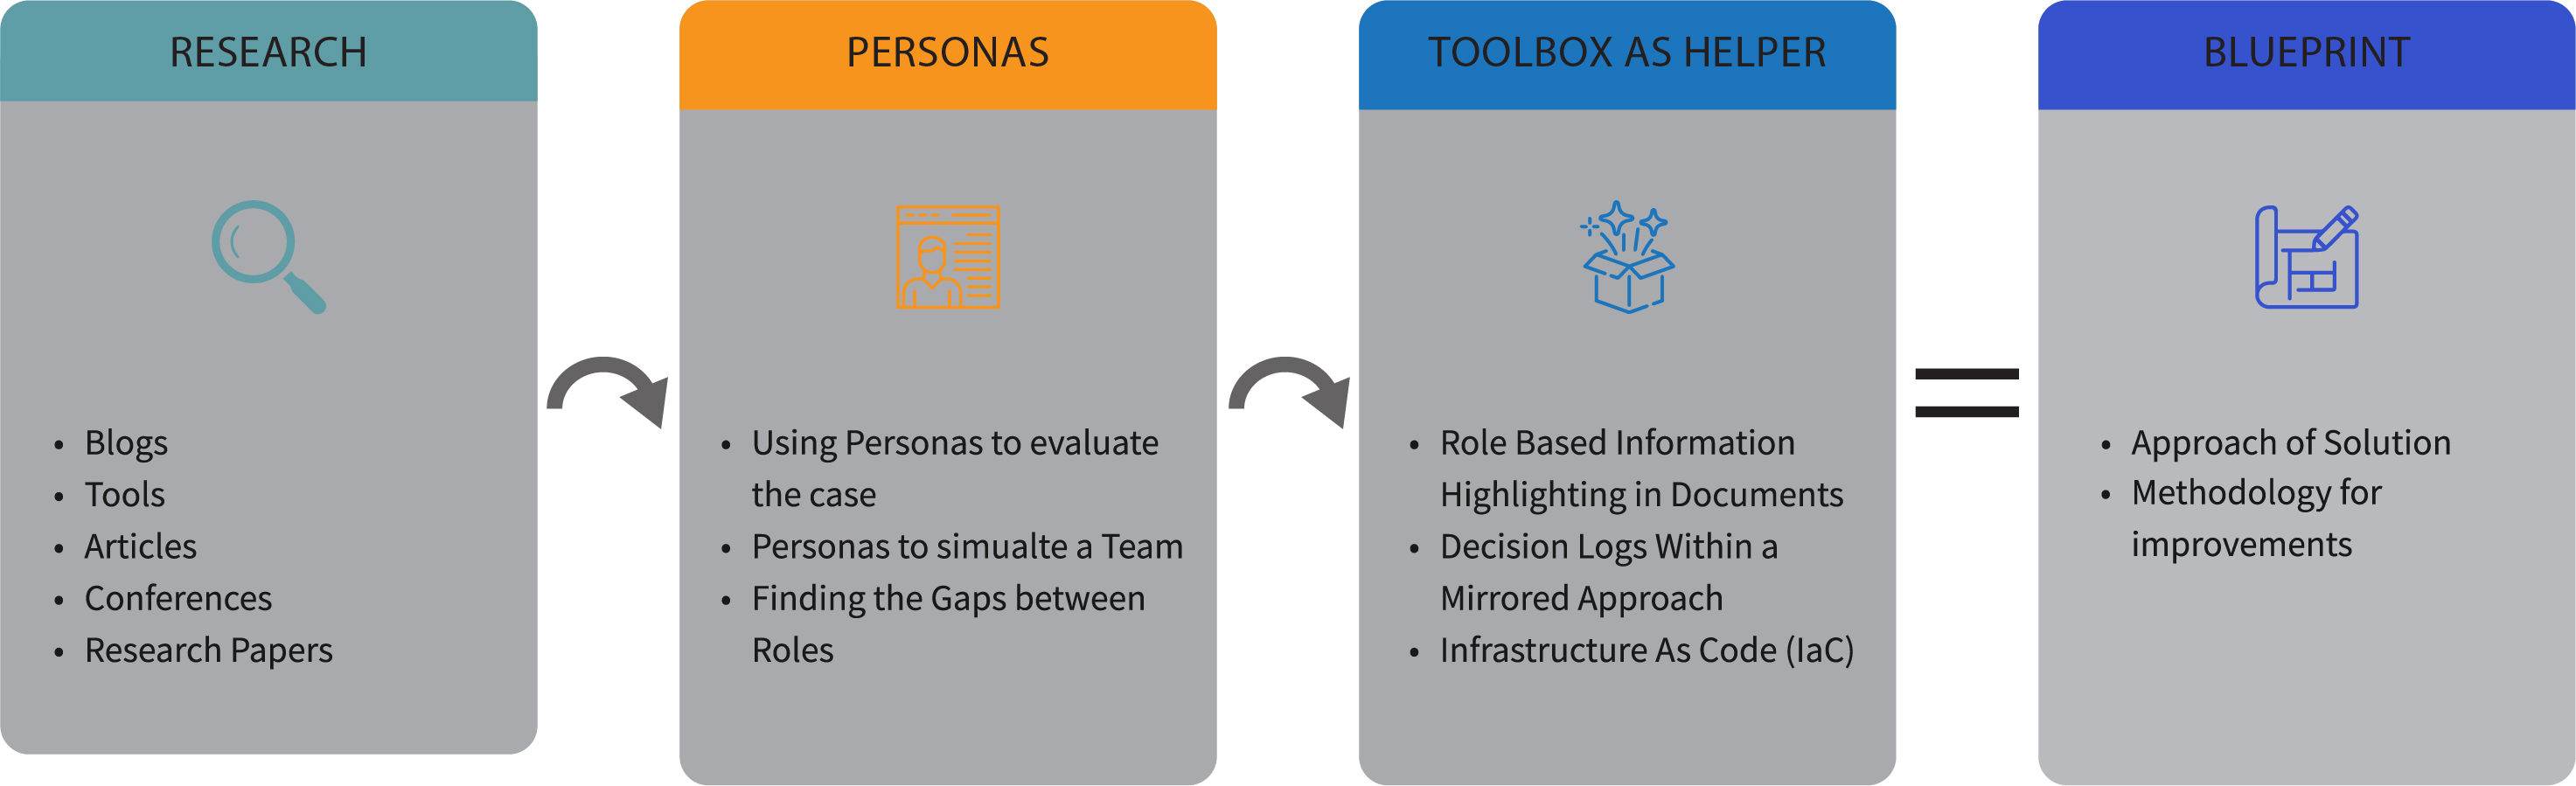 RESEARCH
• Blogs
• Tools
• Articles
• Conferences
• Research Papers
PERSONAS
• Using Personas to evaluate
the case
• Personas to simualte a Team
• Finding the Gaps between
Roles
TOOLBOX AS HELPER
• Role Based Information
Highlighting in Documents
• Decision Logs Within a
Mirrored Approach
• Infrastructure As Code (IaC)
=
BLUEPRINT
• Approach of Solution
• Methodology for
improvements